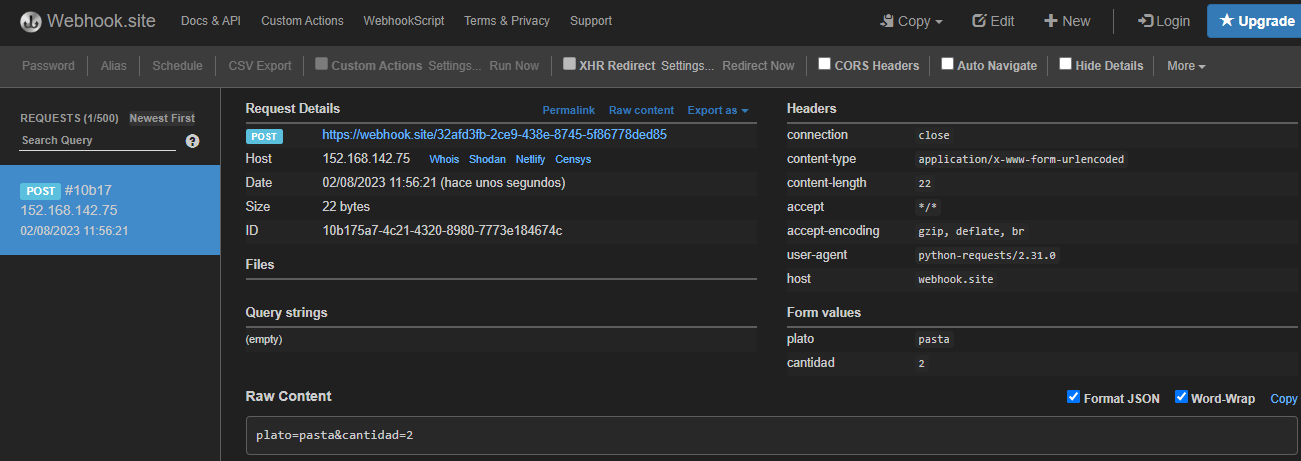 Webhook.site Docs & API Custom Actions WebhookScript Terms & Privacy Support Copy Edit New Login Upgrade
Password Alias Schedule CSV Export Custom Actions Settings... Run Now XHR Redirect Settings... Redirect Now CORS Headers Auto Navigate Hide Details More
REQUESTS (1/500) Newest First
Search Query
POST #10b17
152.168.142.75
02/08/2023 11:56:21
Request Details Permalink Raw content Export as
POST https://webhook.site/32afd3fb-2ce9-438e-8745-5f86778ded85
Host 152.168.142.75 Whois Shodan Netlify Censys
Date 02/08/2023 11:56:21 (hace unos segundos)
Size 22 bytes
ID 10b175a7-4c21-4320-8980-7773e184674c
Files
Query strings
(empty)
Headers
connection close
content-type application/x-www-form-urlencoded
content-length 22
accept */*
accept-encoding gzip, deflate, br
user-agent python-requests/2.31.0
host webhook.site
Form values
plato pasta
cantidad 2
Raw Content Format JSON Word-Wrap Copy
plato=pasta&cantidad=2